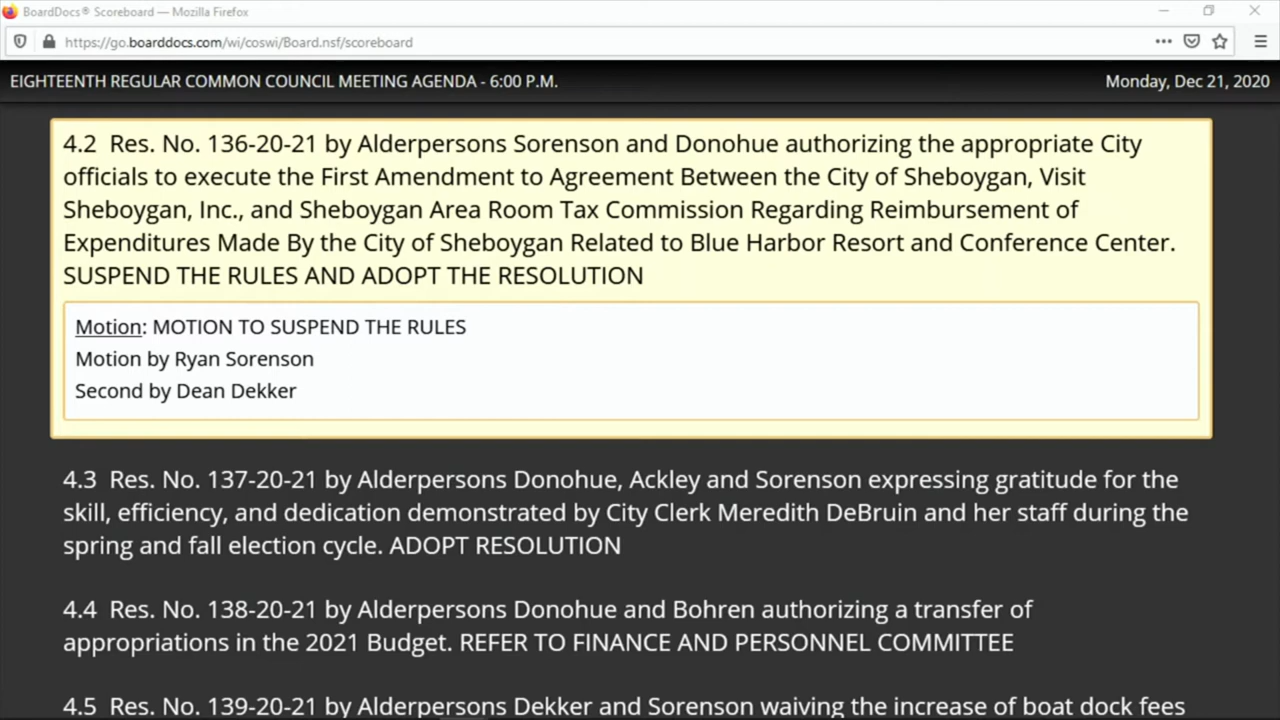 BoardDocs® Scoreboard — Mozilla Firefox
https://go.boarddocs.com/wi/coswi/Board.nsf/scoreboard
EIGHTEENTH REGULAR COMMON COUNCIL MEETING AGENDA - 6:00 P.M.
Monday, Dec 21, 2020
4.2 Res. No. 136-20-21 by Alderpersons Sorenson and Donohue authorizing the appropriate City
officials to execute the First Amendment to Agreement Between the City of Sheboygan, Visit
Sheboygan, Inc., and Sheboygan Area Room Tax Commission Regarding Reimbursement of
Expenditures Made By the City of Sheboygan Related to Blue Harbor Resort and Conference Center.
SUSPEND THE RULES AND ADOPT THE RESOLUTION
Motion: MOTION TO SUSPEND THE RULES
Motion by Ryan Sorenson
Second by Dean Dekker
4.3 Res. No. 137-20-21 by Alderpersons Donohue, Ackley and Sorenson expressing gratitude for the
skill, efficiency, and dedication demonstrated by City Clerk Meredith DeBruin and her staff during the
spring and fall election cycle. ADOPT RESOLUTION
4.4 Res. No. 138-20-21 by Alderpersons Donohue and Bohren authorizing a transfer of
appropriations in the 2021 Budget. REFER TO FINANCE AND PERSONNEL COMMITTEE
4.5 Res. No. 139-20-21 by Alderpersons Dekker and Sorenson waiving the increase of boat dock fees